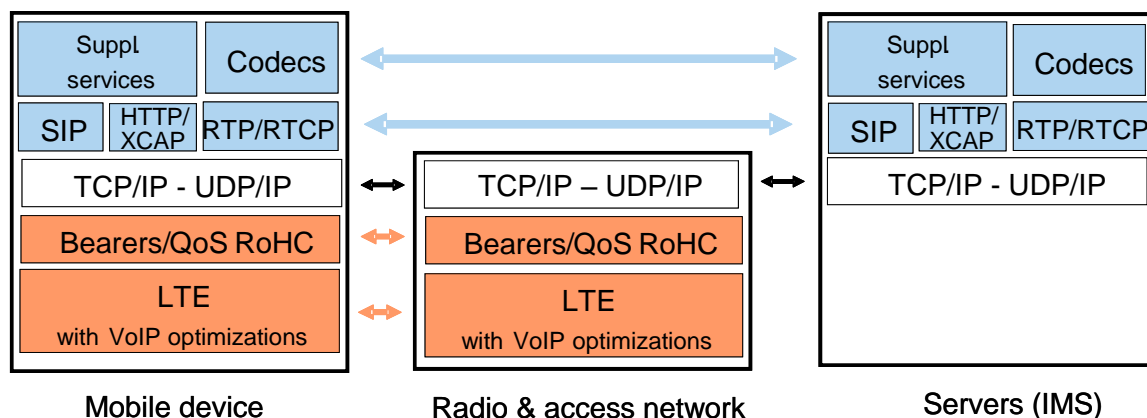 Suppl.
services
Codecs
SIP
HTTP/
XCAP
RTP/RTCP
TCP/IP - UDP/IP
Bearers/QoS RoHC
LTE
with VoIP optimizations
Mobile device
TCP/IP – UDP/IP
Bearers/QoS RoHC
LTE
with VoIP optimizations
Radio & access network
Suppl.
services
Codecs
SIP
HTTP/
XCAP
RTP/RTCP
TCP/IP - UDP/IP
Servers (IMS)